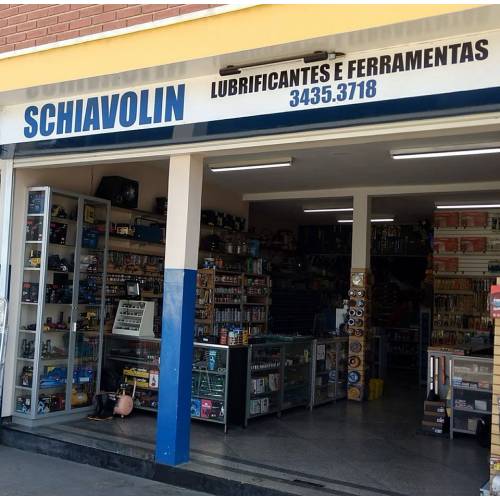 SCHIAVOLIN
LUBRIFICANTES E FERRAMENTAS
3435.3718